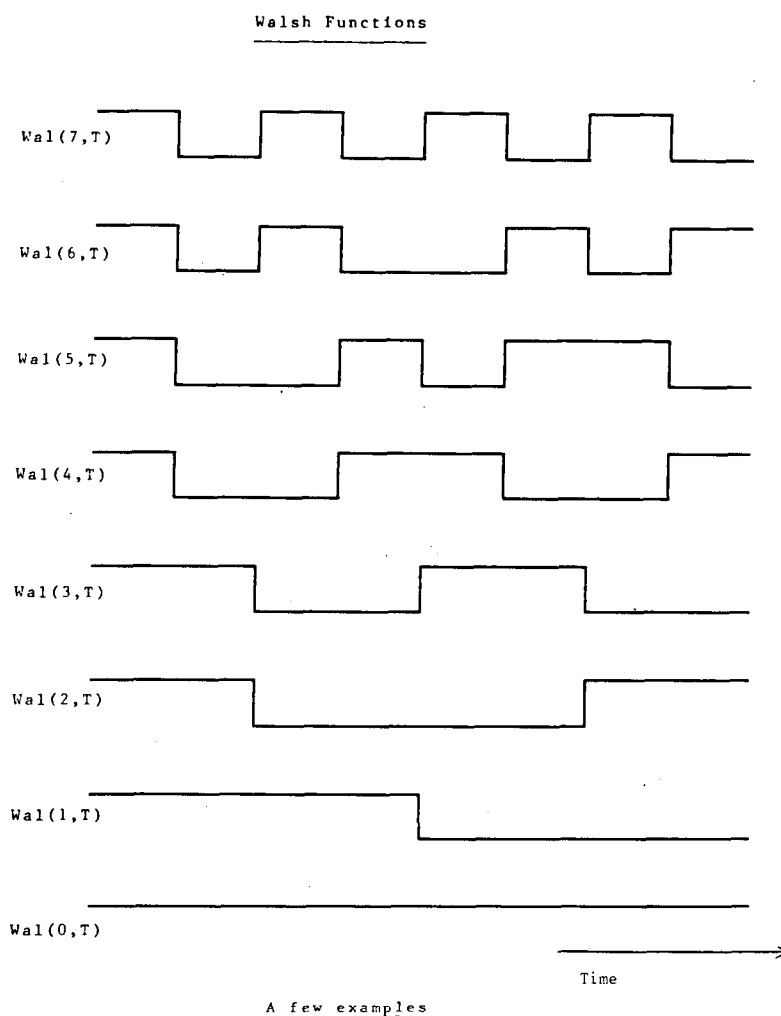 Walsh Functions
Wal(7,T)
Wal(6,T)
Wal(5,T)
Wal(4,T)
Wal(3,T)
Wal(2,T)
Wal(1,T)
Wal(0,T)
Time
A few examples